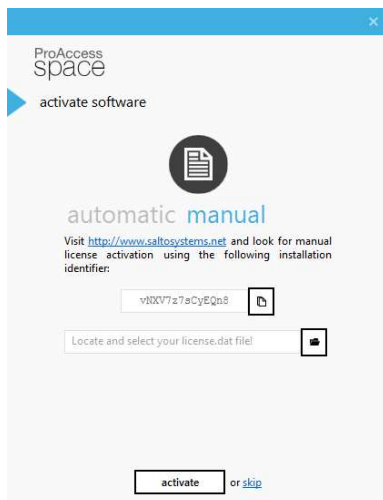 ProAccess
space
activate software
automatic manual
Visit http://www.saltosystems.net and look for manual
license activation using the following installation
identifier:
vNXV7z7sCyEQn8
Locate and select your license.dat file!
activate or skip